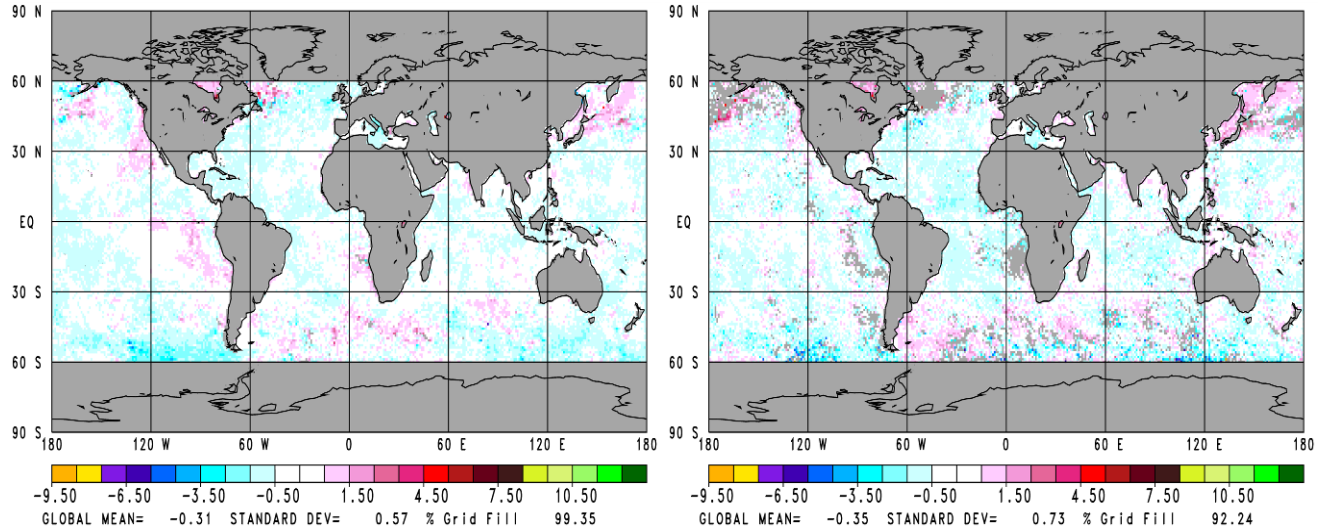 90 N
60 N
30 N
EQ
30 S
60 S
90 S
180 120 W 60 W 0 60 E 120 E 180
-9.50 -6.50 -3.50 -0.50 1.50 4.50 7.50 10.50
GLOBAL MEAN= -0.31 STANDARD DEV= 0.57 % Grid Fill 99.35
90 N
60 N
30 N
EQ
30 S
60 S
90 S
180 120 W 60 W 0 60 E 120 E 180
-9.50 -6.50 -3.50 -0.50 1.50 4.50 7.50 10.50
GLOBAL MEAN= -0.35 STANDARD DEV= 0.73 % Grid Fill 92.24